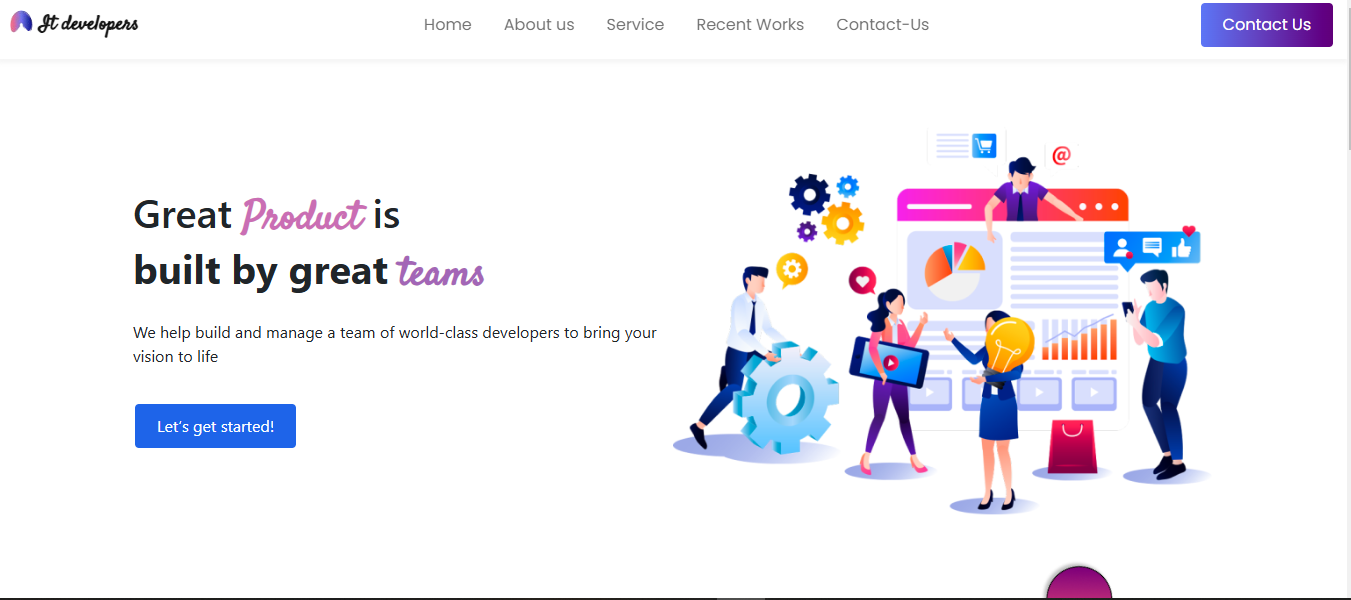 It developers
Home About us Service Recent Works Contact-Us
Contact Us
@
Great Product is
built by great teams
We help build and manage a team of world-class developers to bring your
vision to life
Let’s get started!